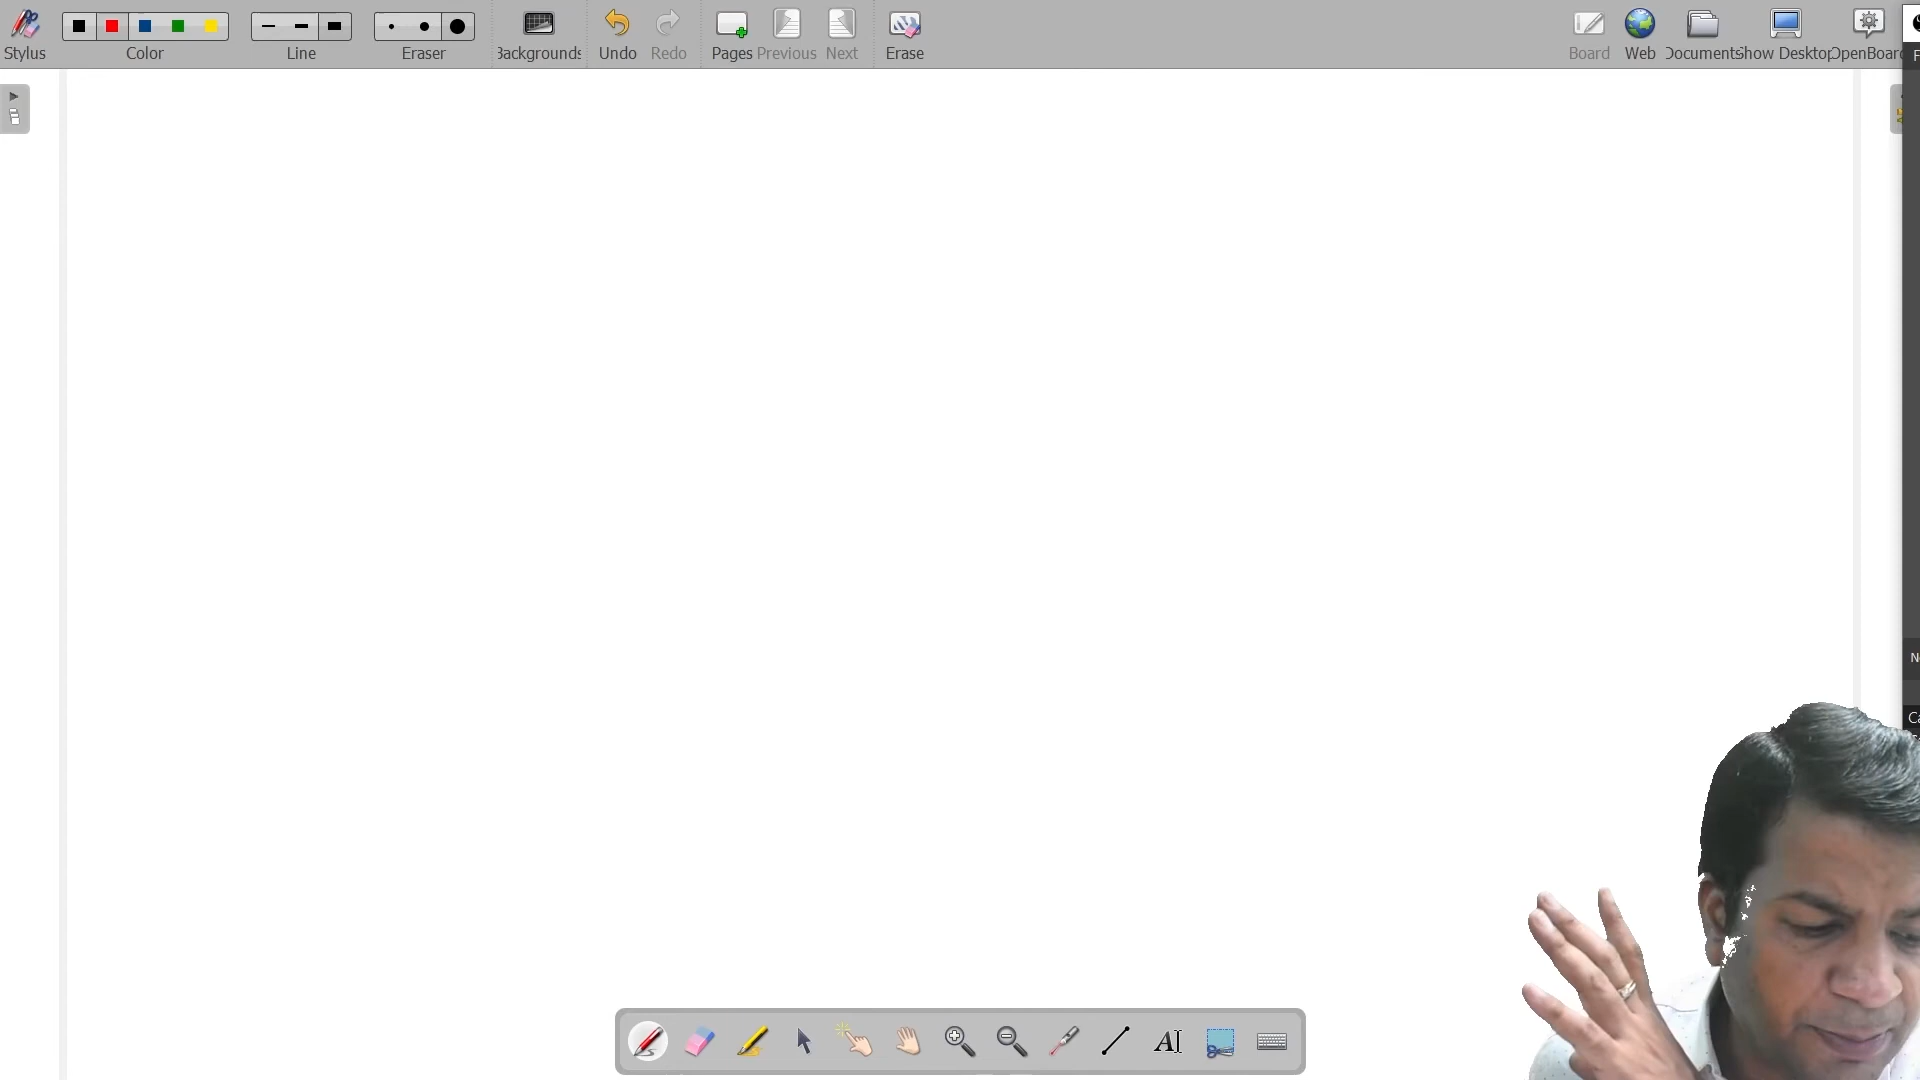 Stylus
Color
Line
Eraser
Backgrounds
Undo
Redo
Pages
Previous
Next
Erase
Board
Web
Documents
Show Desktop
OpenBoard